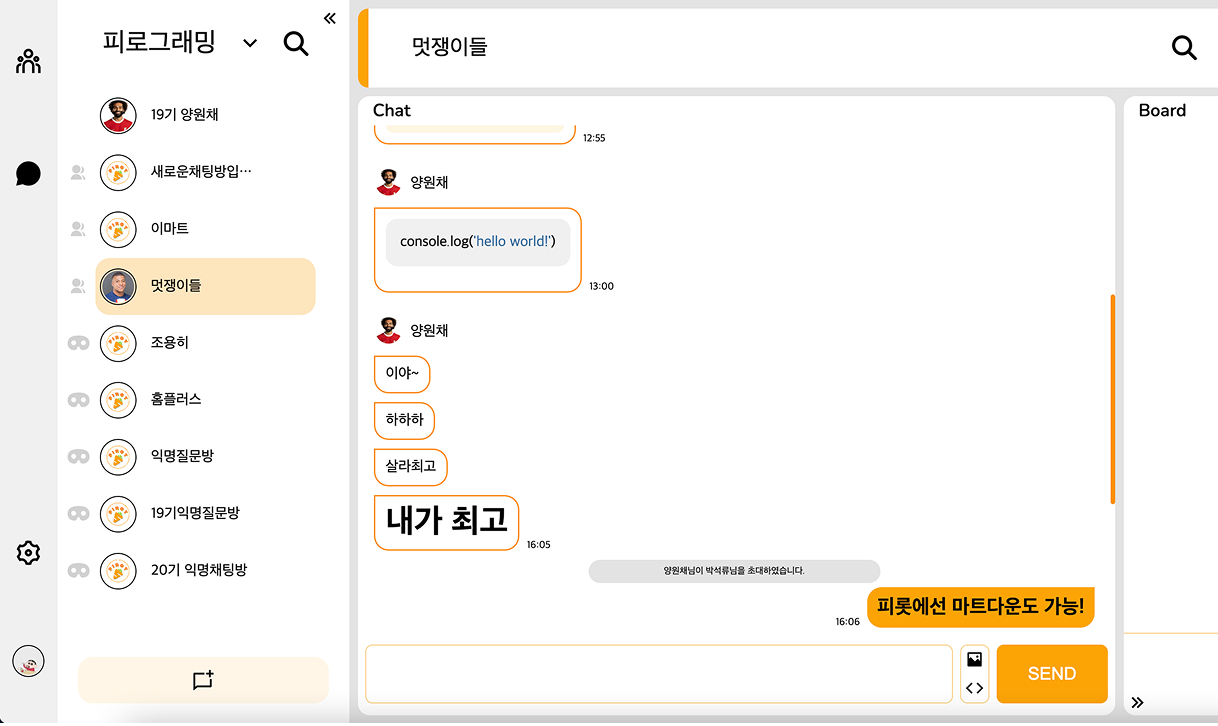 피로그래밍
19기 양원채
새로운채팅방입…
이마트
멋쟁이들
조용히
홈플러스
익명질문방
19기익명질문방
20기 익명채팅방
멋쟁이들
Chat
12:55
양원채
console.log('hello world!')
13:00
양원채
이야~
하하하
살라최고
내가 최고
16:05
양원채님이 박석류님을 초대하였습니다.
피롯에선 마트다운도 가능!
16:06
SEND
Board